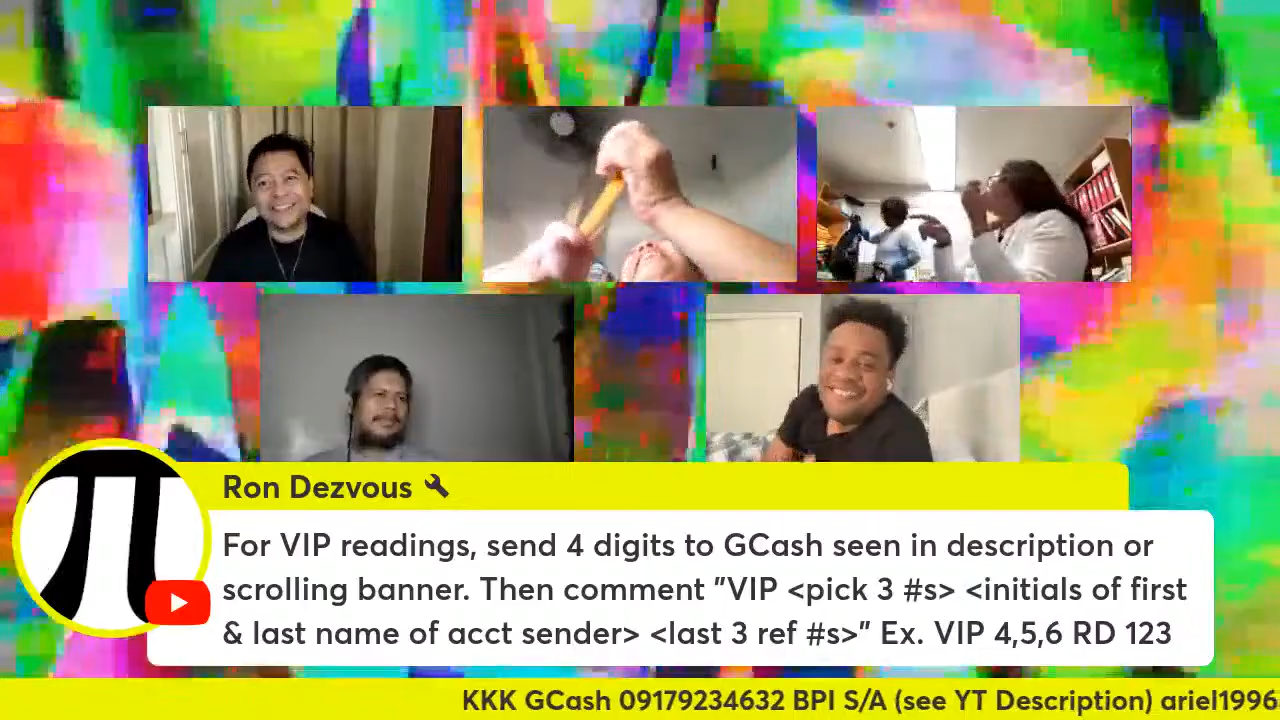 Ron Dezvous
For VIP readings, send 4 digits to GCash seen in description or
scrolling banner. Then comment "VIP <pick 3 #s> <initials of first
& last name of acct sender> <last 3 ref #s>" Ex. VIP 4,5,6 RD 123
KKK GCash 09179234632 BPI S/A (see YT Description) ariel1996